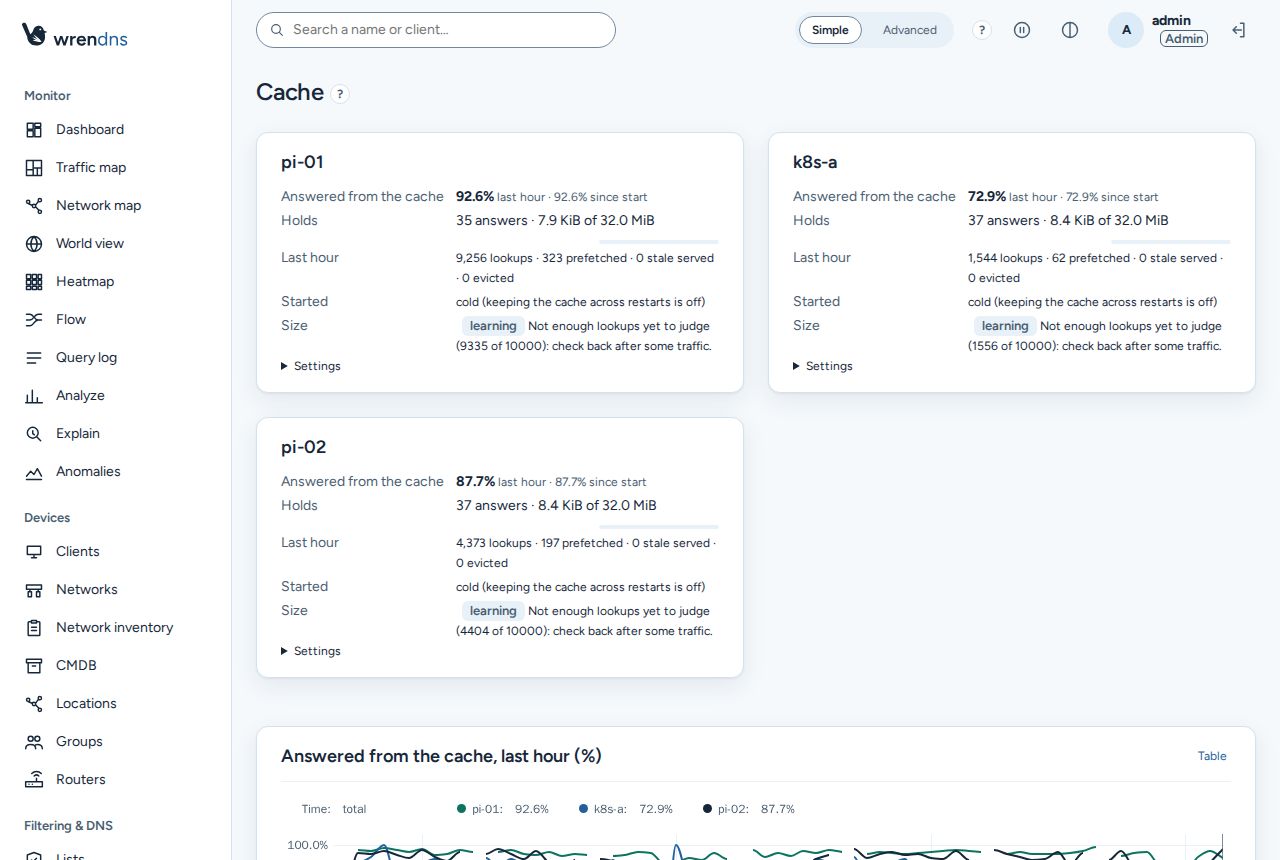 wrendns
Search a name or client...
Simple
Advanced
?
A
admin
Admin
Monitor
Dashboard
Traffic map
Network map
World view
Heatmap
Flow
Query log
Analyze
Explain
Anomalies
Devices
Clients
Networks
Network inventory
CMDB
Locations
Groups
Routers
Filtering & DNS
Lists
Cache ?
pi-01
Answered from the cache 92.6% last hour · 92.6% since start
Holds 35 answers · 7.9 KiB of 32.0 MiB
Last hour 9,256 lookups · 323 prefetched · 0 stale served
· 0 evicted
Started cold (keeping the cache across restarts is off)
Size learning Not enough lookups yet to judge
(9335 of 10000): check back after some traffic.
Settings
k8s-a
Answered from the cache 72.9% last hour · 72.9% since start
Holds 37 answers · 8.4 KiB of 32.0 MiB
Last hour 1,544 lookups · 62 prefetched · 0 stale served ·
0 evicted
Started cold (keeping the cache across restarts is off)
Size learning Not enough lookups yet to judge
(1556 of 10000): check back after some traffic.
Settings
pi-02
Answered from the cache 87.7% last hour · 87.7% since start
Holds 37 answers · 8.4 KiB of 32.0 MiB
Last hour 4,373 lookups · 197 prefetched · 0 stale served ·
0 evicted
Started cold (keeping the cache across restarts is off)
Size learning Not enough lookups yet to judge
(4404 of 10000): check back after some traffic.
Settings
Answered from the cache, last hour (%)
Table
Time: total pi-01: 92.6% k8s-a: 72.9% pi-02: 87.7%
100.0%